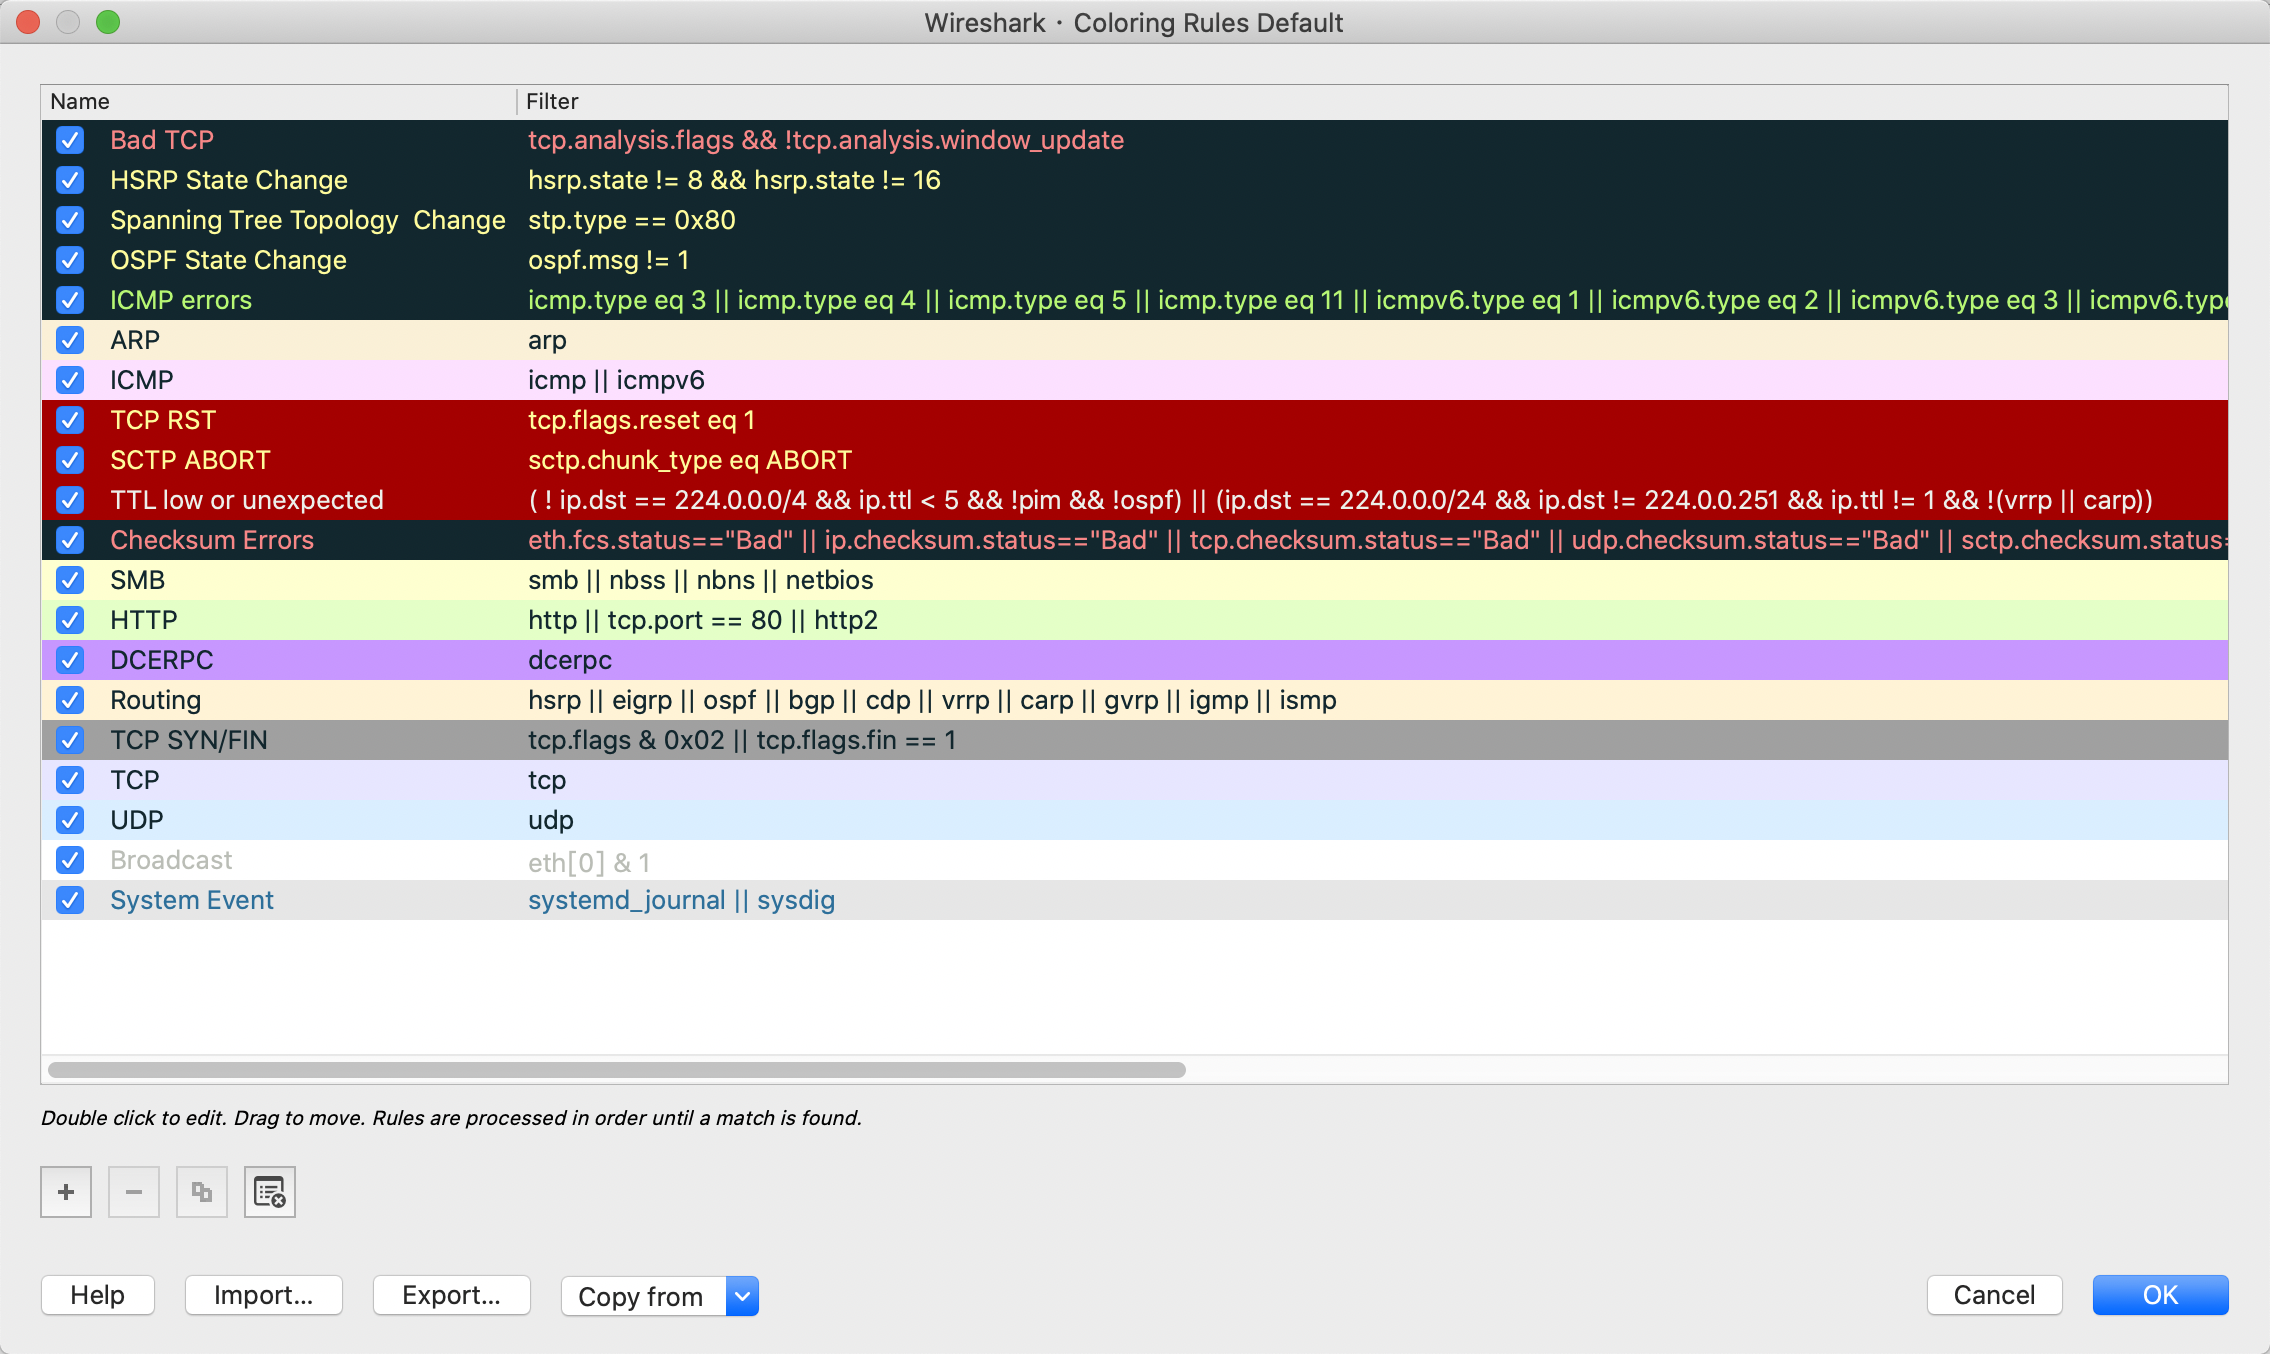 Wireshark · Coloring Rules Default
Name Filter
Bad TCP tcp.analysis.flags && !tcp.analysis.window_update
HSRP State Change hsrp.state != 8 && hsrp.state != 16
Spanning Tree Topology  Change stp.type == 0x80
OSPF State Change ospf.msg != 1
ICMP errors icmp.type eq 3 || icmp.type eq 4 || icmp.type eq 5 || icmp.type eq 11 || icmpv6.type eq 1 || icmpv6.type eq 2 || icmpv6.type eq 3 || icmpv6.type
ARP arp
ICMP icmp || icmpv6
TCP RST tcp.flags.reset eq 1
SCTP ABORT sctp.chunk_type eq ABORT
TTL low or unexpected ( ! ip.dst == 224.0.0.0/4 && ip.ttl < 5 && !pim && !ospf) || (ip.dst == 224.0.0.0/24 && ip.dst != 224.0.0.251 && ip.ttl != 1 && !(vrrp || carp))
Checksum Errors eth.fcs.status=="Bad" || ip.checksum.status=="Bad" || tcp.checksum.status=="Bad" || udp.checksum.status=="Bad" || sctp.checksum.status=
SMB smb || nbss || nbns || netbios
HTTP http || tcp.port == 80 || http2
DCERPC dcerpc
Routing hsrp || eigrp || ospf || bgp || cdp || vrrp || carp || gvrp || igmp || ismp
TCP SYN/FIN tcp.flags & 0x02 || tcp.flags.fin == 1
TCP tcp
UDP udp
Broadcast eth[0] & 1
System Event systemd_journal || sysdig
Double click to edit. Drag to move. Rules are processed in order until a match is found.
Help Import... Export... Copy from Cancel OK